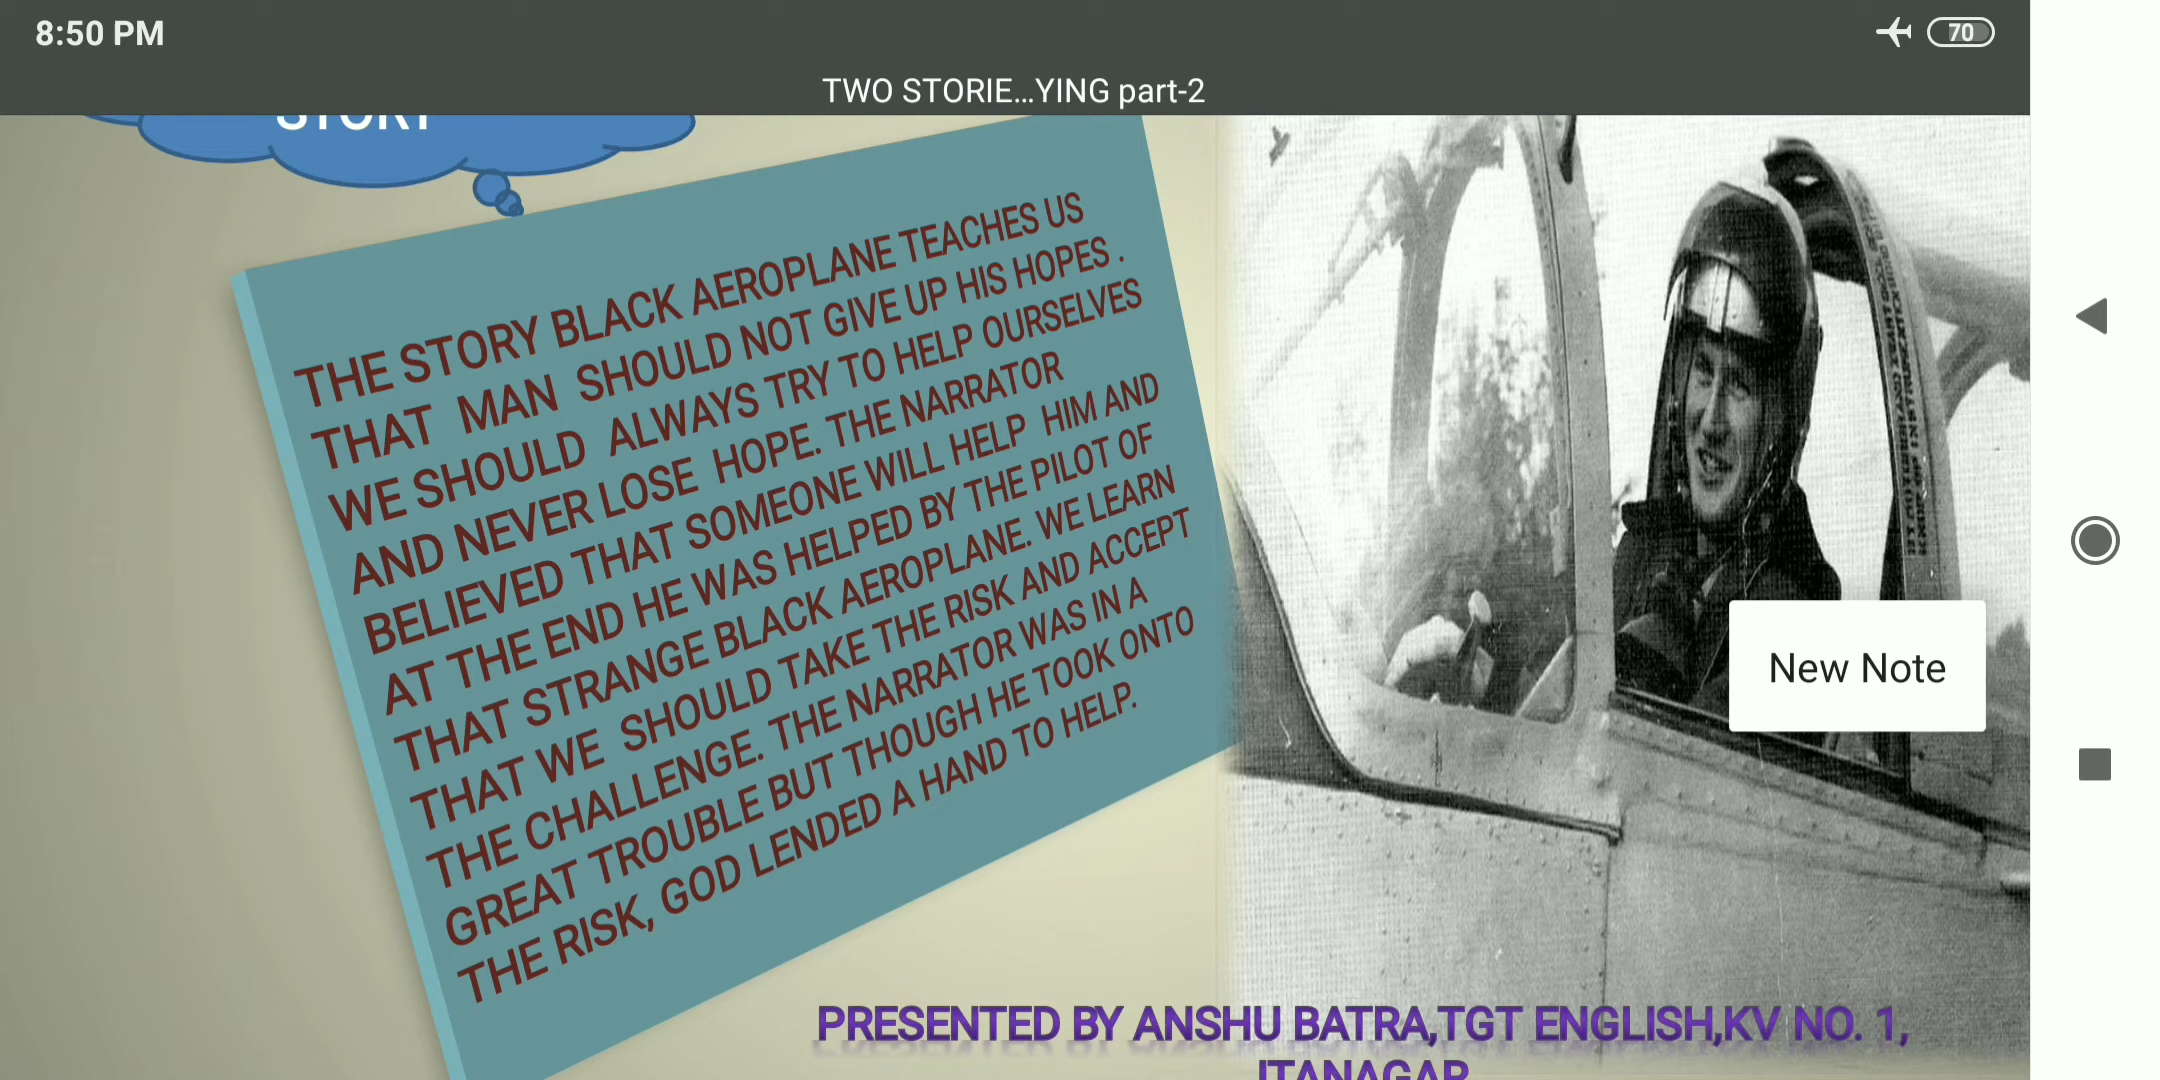 8:50 PM
70
TWO STORIE...YING part-2
STORY
THE STORY BLACK AEROPLANE TEACHES US
THAT MAN SHOULD NOT GIVE UP HIS HOPES .
WE SHOULD ALWAYS TRY TO HELP OURSELVES
AND NEVER LOSE HOPE. THE NARRATOR
BELIEVED THAT SOMEONE WILL HELP HIM AND
AT THE END HE WAS HELPED BY THE PILOT OF
THAT STRANGE BLACK AEROPLANE. WE LEARN
THAT WE SHOULD TAKE THE RISK AND ACCEPT
THE CHALLENGE. THE NARRATOR WAS IN A
GREAT TROUBLE BUT THOUGH HE TOOK ONTO
THE RISK, GOD LENDED A HAND TO HELP.
New Note
PRESENTED BY ANSHU BATRA,TGT ENGLISH,KV NO. 1,
ITANAGAR